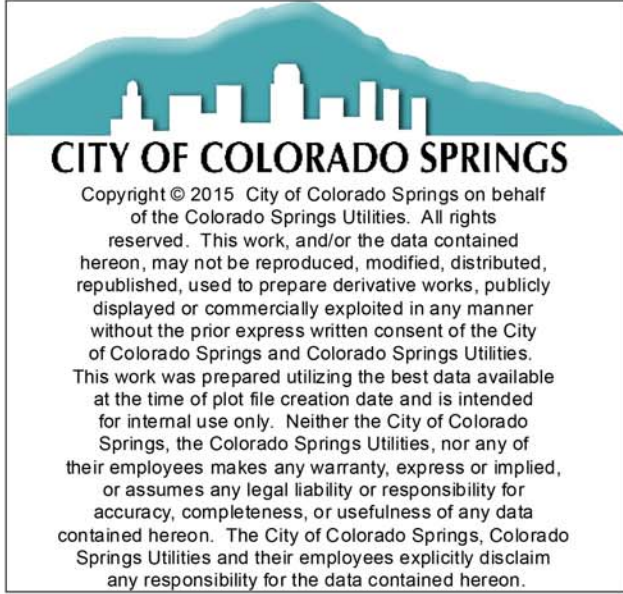 CITY OF COLORADO SPRINGS
Copyright © 2015 City of Colorado Springs on behalf
of the Colorado Springs Utilities. All rights
reserved. This work, and/or the data contained
hereon, may not be reproduced, modified, distributed,
republished, used to prepare derivative works, publicly
displayed or commercially exploited in any manner
without the prior express written consent of the City
of Colorado Springs and Colorado Springs Utilities.
This work was prepared utilizing the best data available
at the time of plot file creation date and is intended
for internal use only. Neither the City of Colorado
Springs, the Colorado Springs Utilities, nor any of
their employees makes any warranty, express or implied,
or assumes any legal liability or responsibility for
accuracy, completeness, or usefulness of any data
contained hereon. The City of Colorado Springs, Colorado
Springs Utilities and their employees explicitly disclaim
any responsibility for the data contained hereon.